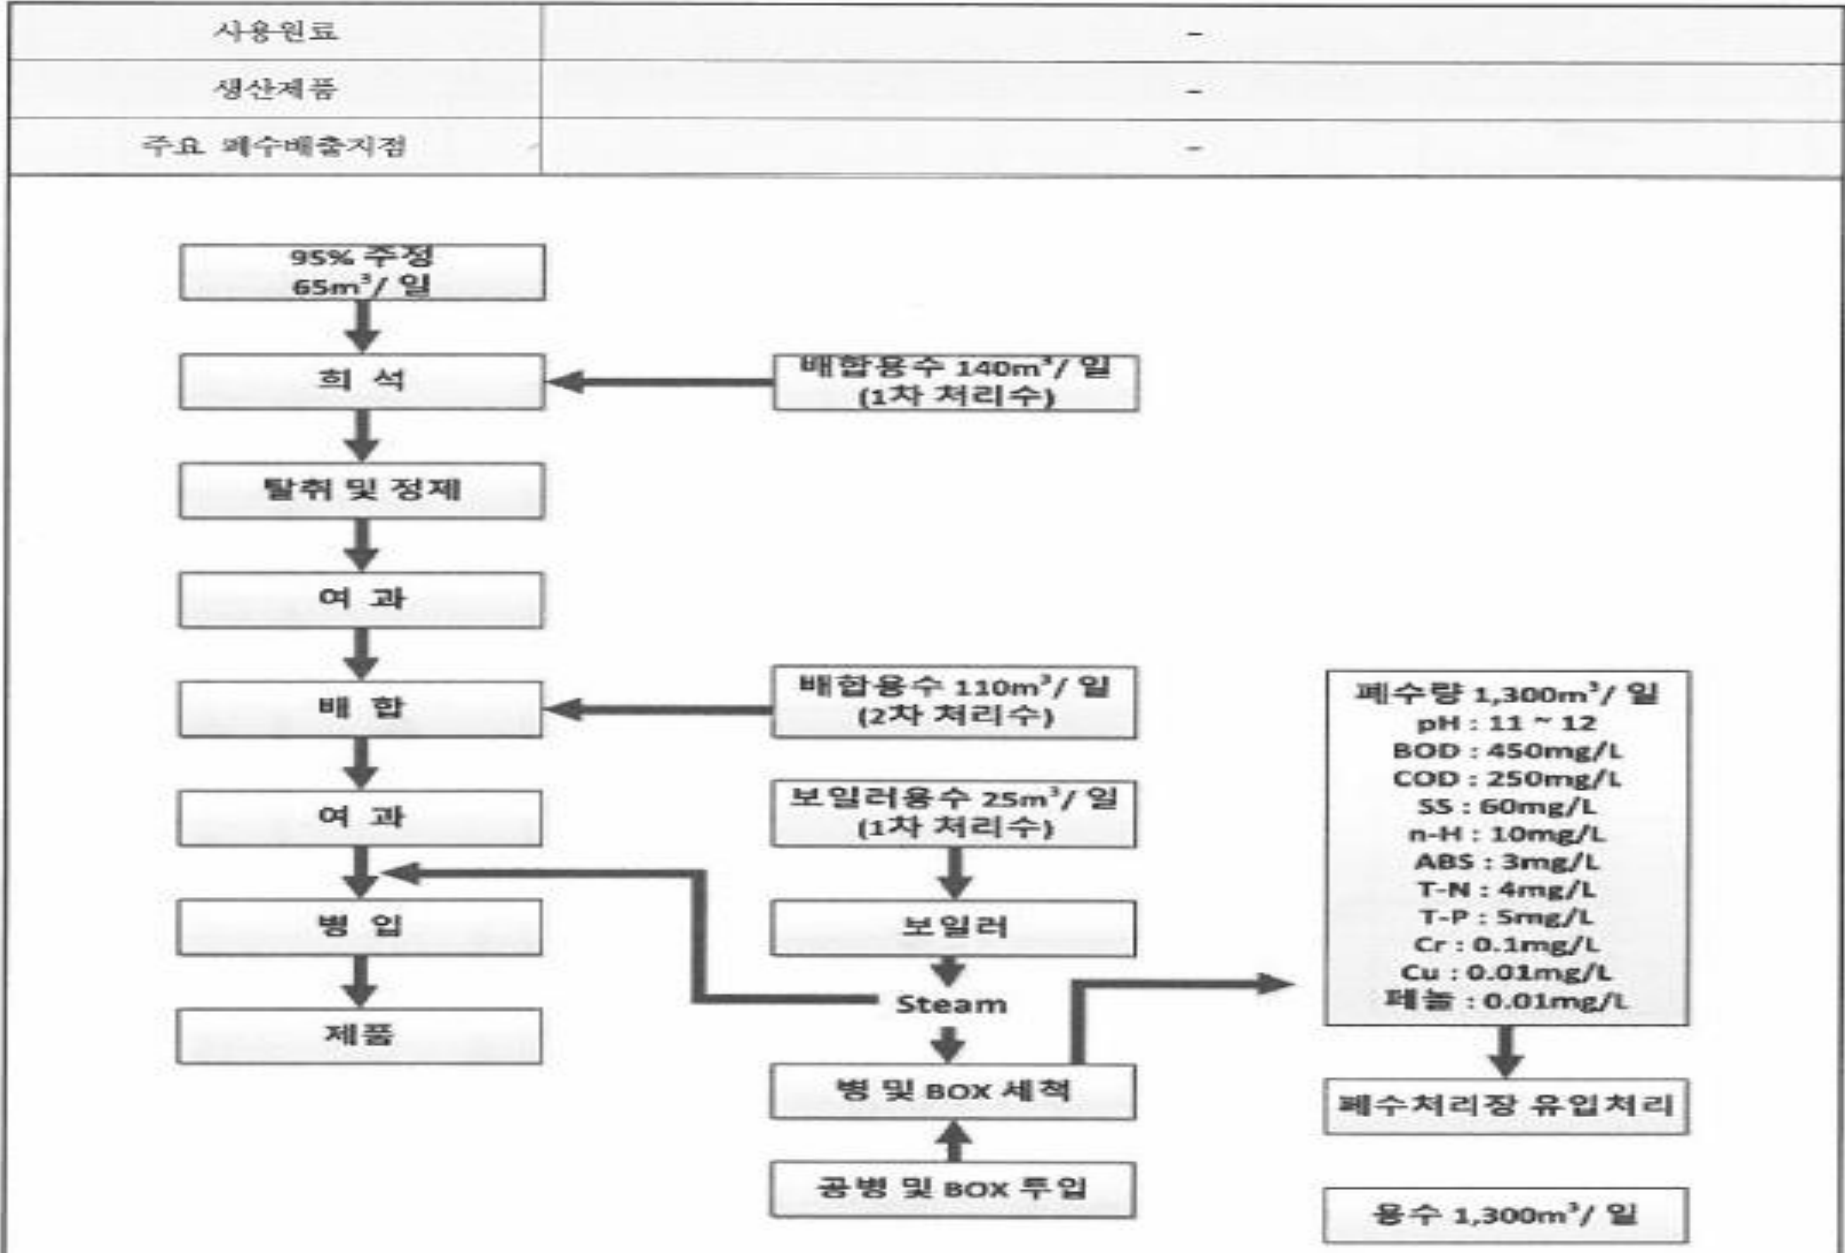 사용원료 -
생산제품 -
주요 폐수배출지점 -
95% 주정
65m³/ 일
희 석
배합용수 140m³/ 일
(1차 처리수)
탈취 및 정제
여 과
배 합
배합용수 110m³/ 일
(2차 처리수)
여 과
보일러용수 25m³/ 일
(1차 처리수)
병 입
보일러
Steam
제품
병 및 BOX 세척
공병 및 BOX 투입
폐수량 1,300m³/ 일
pH : 11 ~ 12
BOD : 450mg/L
COD : 250mg/L
SS : 60mg/L
n-H : 10mg/L
ABS : 3mg/L
T-N : 4mg/L
T-P : 5mg/L
Cr : 0.1mg/L
Cu : 0.01mg/L
페놀 : 0.01mg/L
폐수처리장 유입처리
용수 1,300m³/ 일